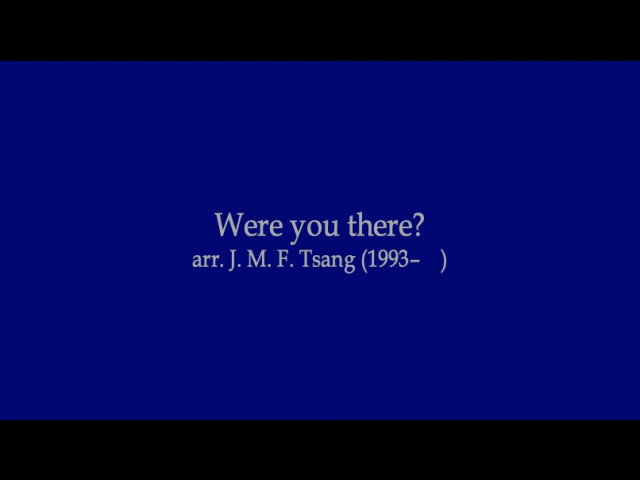 Were you there?
arr. J. M. F. Tsang (1993–   )